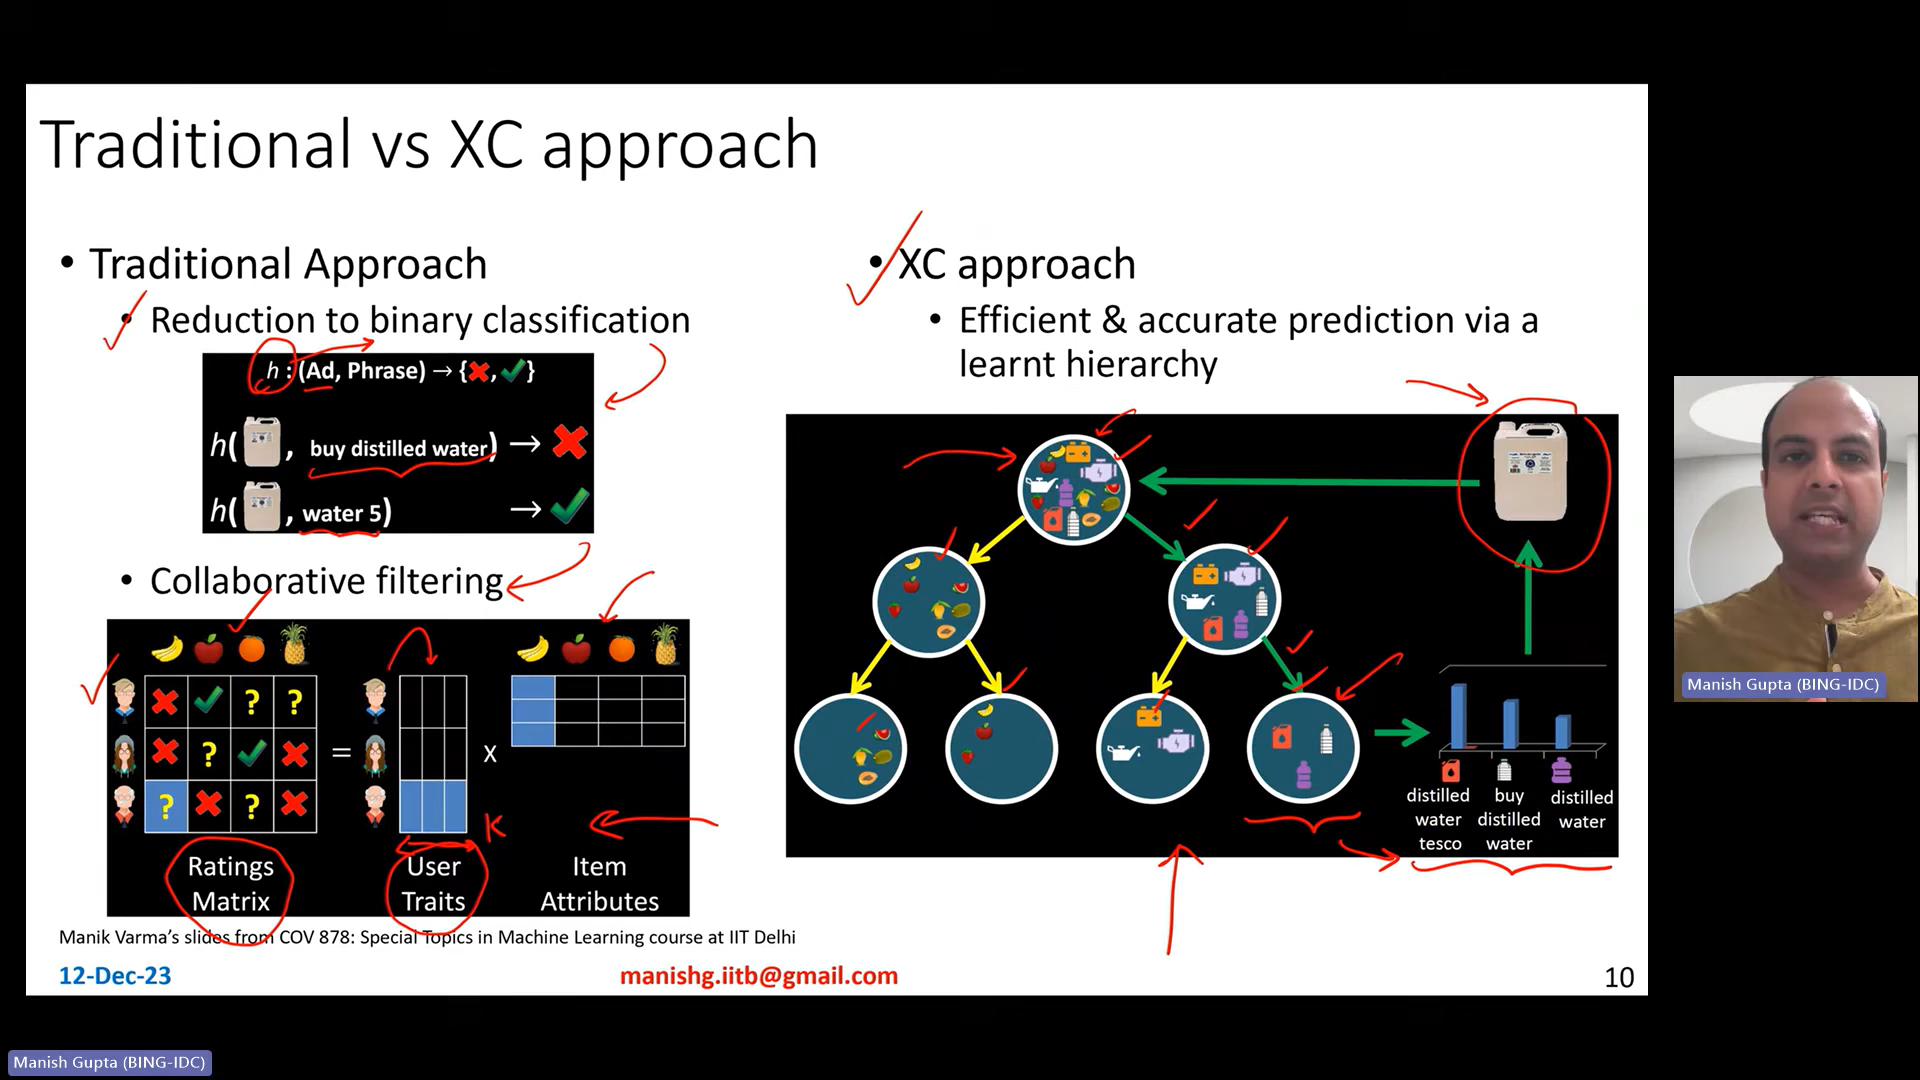 Traditional vs XC approach
• Traditional Approach
• Reduction to binary classification
h : (Ad, Phrase) → {❌, ✔}
h( , buy distilled water) → ❌
h( , water 5) → ✔
• Collaborative filtering
? ?
?
? ?
= x
K
Ratings
Matrix
User
Traits
Item
Attributes
• XC approach
• Efficient & accurate prediction via a
learnt hierarchy
distilled
water
tesco
buy
distilled
water
distilled
water
Manik Varma's slides from COV 878: Special Topics in Machine Learning course at IIT Delhi
12-Dec-23
manishg.iitb@gmail.com
10
Manish Gupta (BING-IDC)
Manish Gupta (BING-IDC)